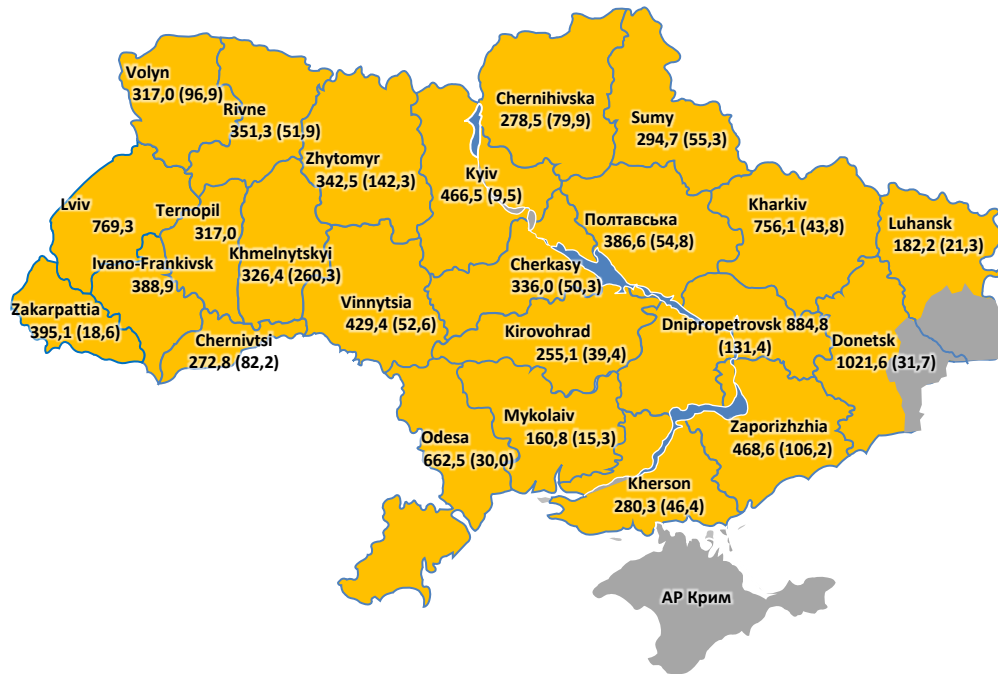 Volyn
317,0 (96,9)
Rivne
351,3 (51,9)
Zhytomyr
342,5 (142,3)
Kyiv
466,5 (9,5)
Chernihivska
278,5 (79,9)
Sumy
294,7 (55,3)
Lviv
769,3
Ternopil
317,0
Khmelnytskyi
326,4 (260,3)
Ivano-Frankivsk
388,9
Zakarpattia
395,1 (18,6)
Chernivtsi
272,8 (82,2)
Vinnytsia
429,4 (52,6)
Cherkasy
336,0 (50,3)
Полтавська
386,6 (54,8)
Kharkiv
756,1 (43,8)
Luhansk
182,2 (21,3)
Kirovohrad
255,1 (39,4)
Dnipropetrovsk 884,8
(131,4)
Donetsk
1021,6 (31,7)
Odesa
662,5 (30,0)
Mykolaiv
160,8 (15,3)
Zaporizhzhia
468,6 (106,2)
Kherson
280,3 (46,4)
АР Крим